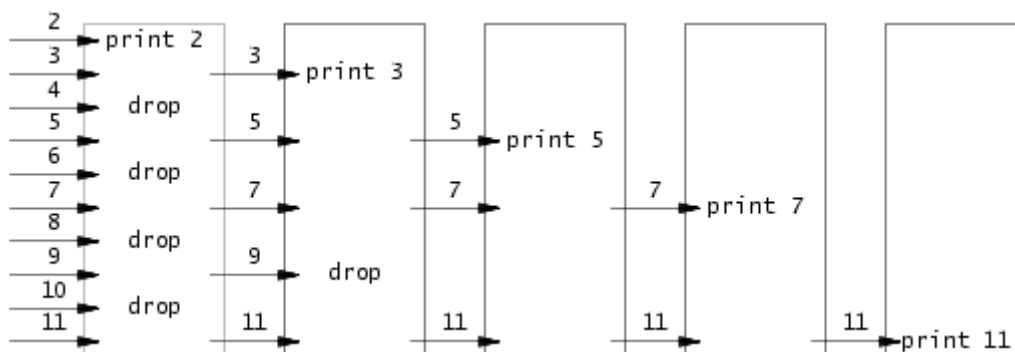 2 print 2
3 3 print 3
4 drop
5 5 5 print 5
6 drop
7 7 7 7 print 7
8 drop
9 9 drop
10 drop
11 11 11 11 11 print 11